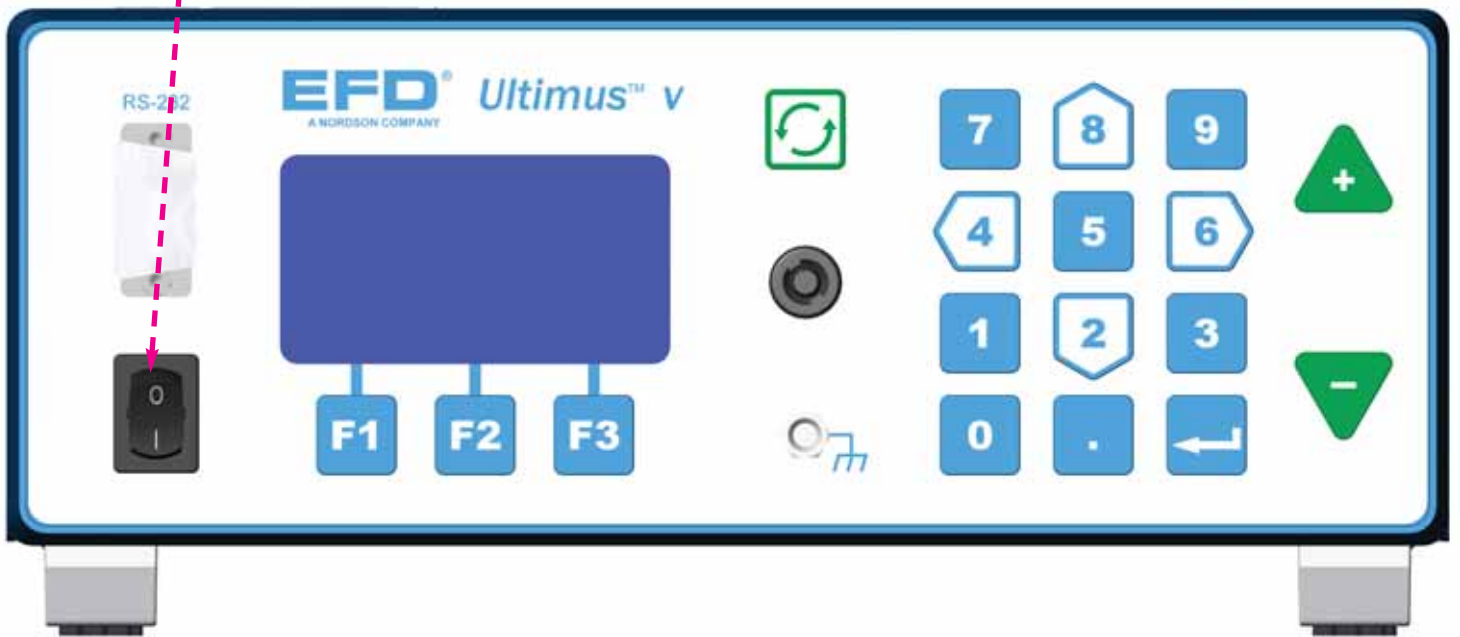 RS-232
EFD® Ultimus™ V
A NORDSON COMPANY
7 8 9
+
4 5 6
1 2 3
−
0
I
F1 F2 F3
0 .